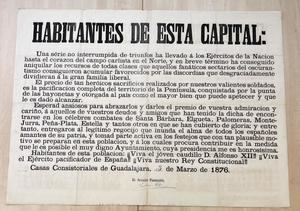 HABITANTES DE ESTA CAPITAL:
Una série no interrumpida de triunfos ha llevado á los Ejércitos de la Nacion
hasta el corazon del campo carlista en el Norte, y en breve término ha conseguido
aniquilar los recursos de todas clases que aquellos fanáticos sectarios del oscuran-
tismo consiguieron acumular favorecidos por las discordias que desgraciadamente
dividieran á la gran familia liberal.
El precio de tan heróicos sacrificios realizados por nuestros valientes soldados,
es la pacificacion completa del territorio de la Península, conquistada por la punta
de las bayonetas y otorgada al país como el mayor bien que puede apetecer y que
le es dado alcanzar.
Esperad ansiosos para abrazarlos y darles el premio de vuestra admiracion y
cariño, á aquellos de vuestros deudos y amigos que han tenido la dicha de encon-
trarse en los célebres combates de Santa Bárbara, Elgueta, Palomeras, Monte-
Jurra, Peña-Plata, Estella y tantos otros en que se han cubierto de gloria; y entre
tanto, entregaros al legítimo regocijo que inunda el alma de todos los españoles
amantes de su patria, y tomad parte activa en los festejos que con tan plausible mo-
tivo se preparan en esta poblacion, y á los cuales procurará contribuir en la medida
que le es posible el muy digno Ayuntamiento, cuya presidencia me es honrosísima.
Habitantes de esta poblacion: ¡Viva el jóven caudillo D. Alfonso XII! ¡¡Viva
el Ejército pacificador de España!! ¡¡Viva nuestro Rey Constitucional!!
Casas Consistoriales de Guadalajara, de Marzo de 1876.